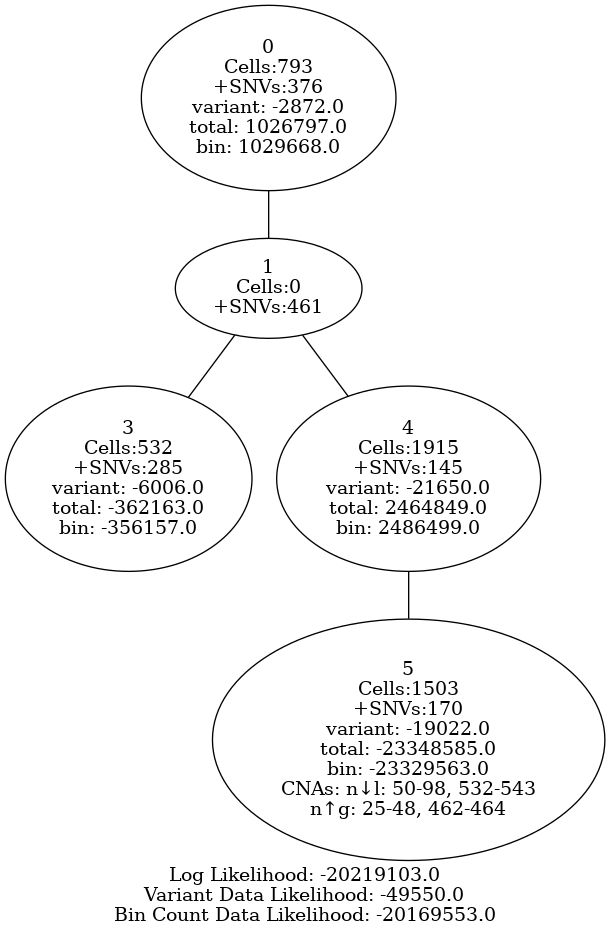 0
Cells:793
+SNVs:376
variant: -2872.0
total: 1026797.0
bin: 1029668.0
1
Cells:0
+SNVs:461
3
Cells:532
+SNVs:285
variant: -6006.0
total: -362163.0
bin: -356157.0
4
Cells:1915
+SNVs:145
variant: -21650.0
total: 2464849.0
bin: 2486499.0
5
Cells:1503
+SNVs:170
variant: -19022.0
total: -23348585.0
bin: -23329563.0
CNAs: n↓l: 50-98, 532-543
n↑g: 25-48, 462-464
Log Likelihood: -20219103.0
Variant Data Likelihood: -49550.0
Bin Count Data Likelihood: -20169553.0